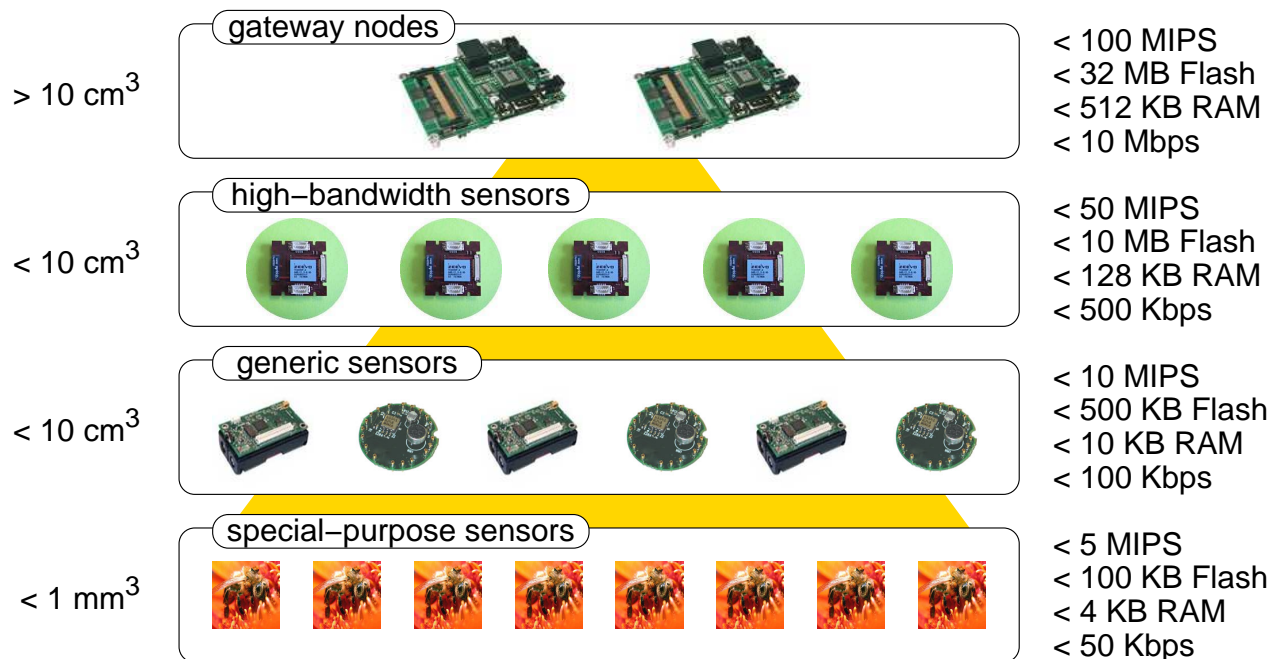 gateway nodes
> 10 cm³
< 100 MIPS
< 32 MB Flash
< 512 KB RAM
< 10 Mbps
high−bandwidth sensors
< 10 cm³
< 50 MIPS
< 10 MB Flash
< 128 KB RAM
< 500 Kbps
generic sensors
< 10 cm³
< 10 MIPS
< 500 KB Flash
< 10 KB RAM
< 100 Kbps
special−purpose sensors
< 1 mm³
< 5 MIPS
< 100 KB Flash
< 4 KB RAM
< 50 Kbps